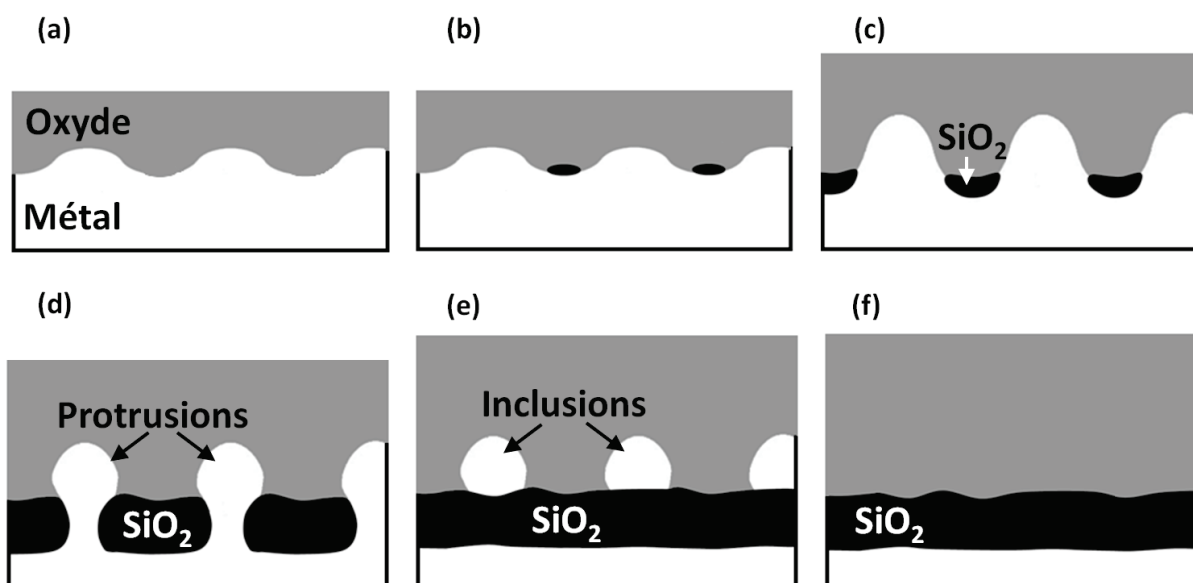 (a)
(b)
(c)
Oxyde
Métal
SiO₂
(d)
(e)
(f)
Protrusions
SiO₂
Inclusions
SiO₂
SiO₂